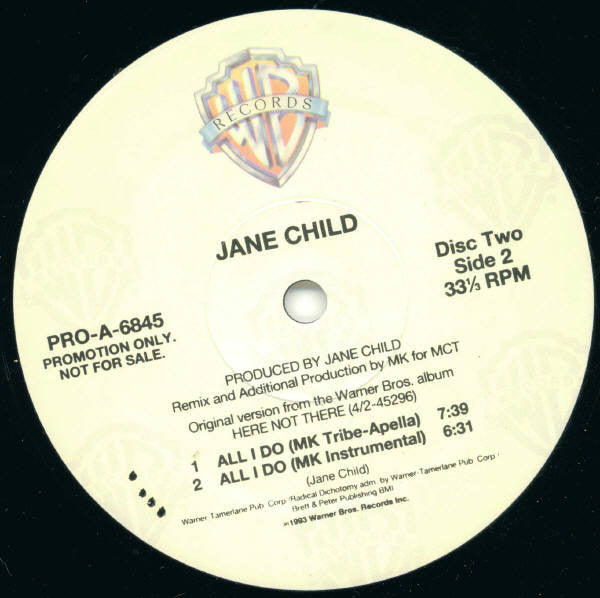 WB
RECORDS
JANE CHILD
Disc Two
Side 2
33⅓ RPM
PRO-A-6845
PROMOTION ONLY.
NOT FOR SALE.
PRODUCED BY JANE CHILD
Remix and Additional Production by MK for MCT
Original version from the Warner Bros. album
HERE NOT THERE (4/2-45296)
1 ALL I DO (MK Tribe-Apella) 7:39
2 ALL I DO (MK Instrumental) 6:31
(Jane Child)
Warner-Tamerlane Pub Corp /Radical Dichotomy adm by Warner-Tamerlane Pub Corp /
Brett & Peter Publishing BMI
℗1993 Warner Bros. Records Inc.